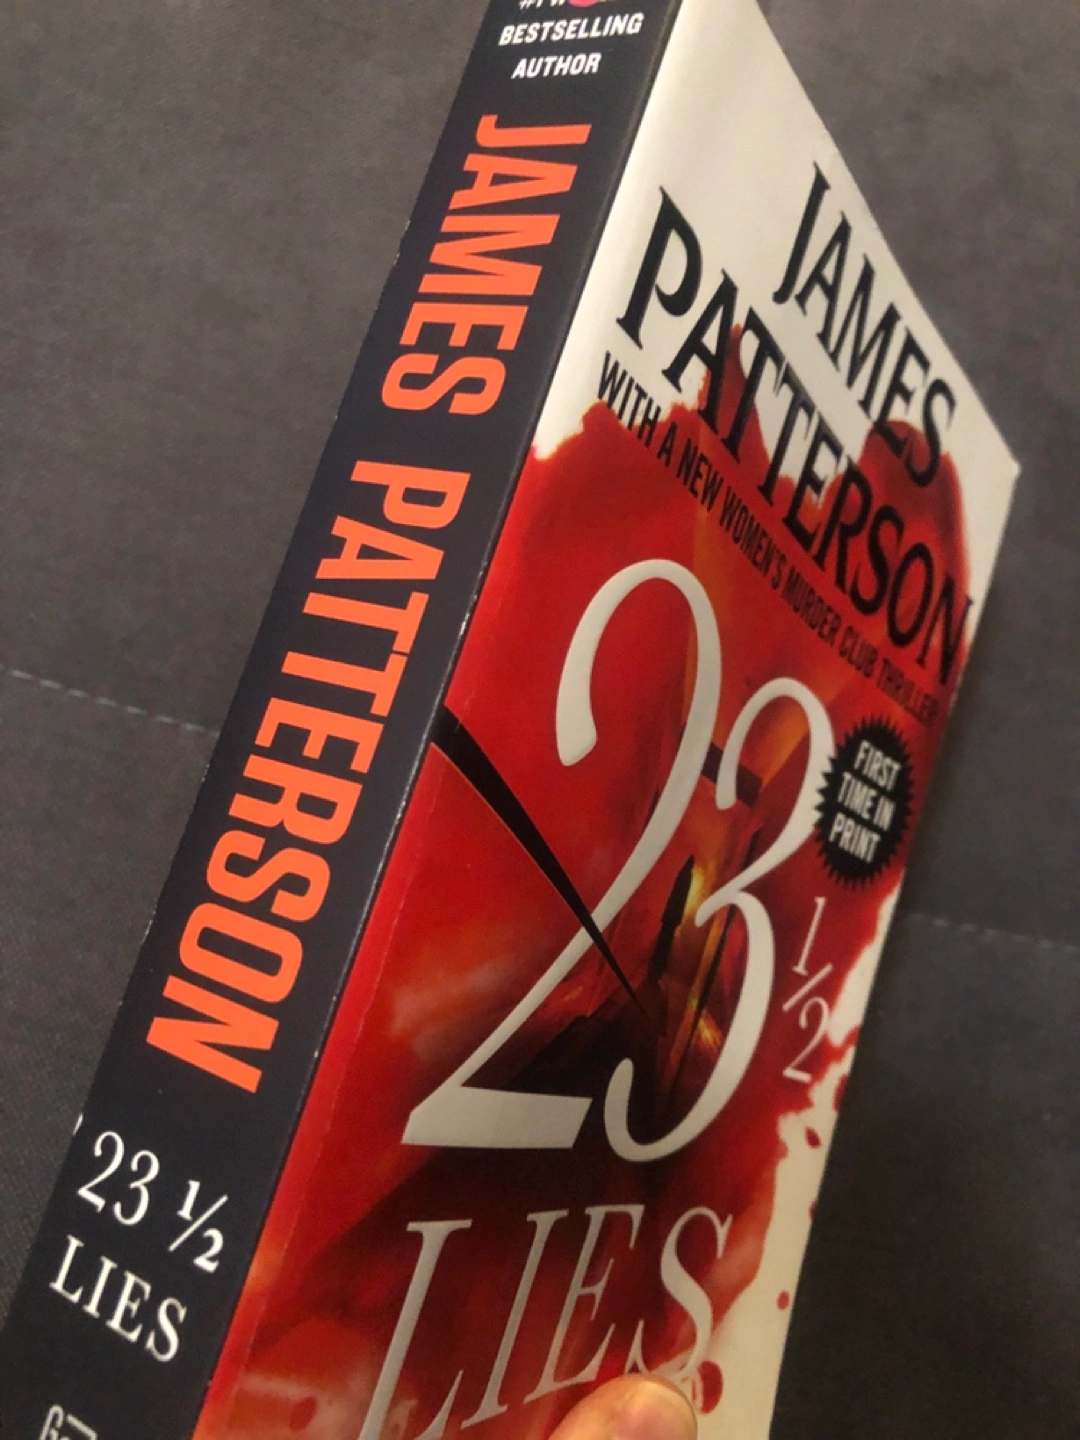 BESTSELLING
AUTHOR
JAMES PATTERSON
23 ½
LIES
JAMES
PATTERSON
WITH A NEW WOMEN'S MURDER CLUB THRILLER
23 ½
FIRST
TIME IN
PRINT
LIES